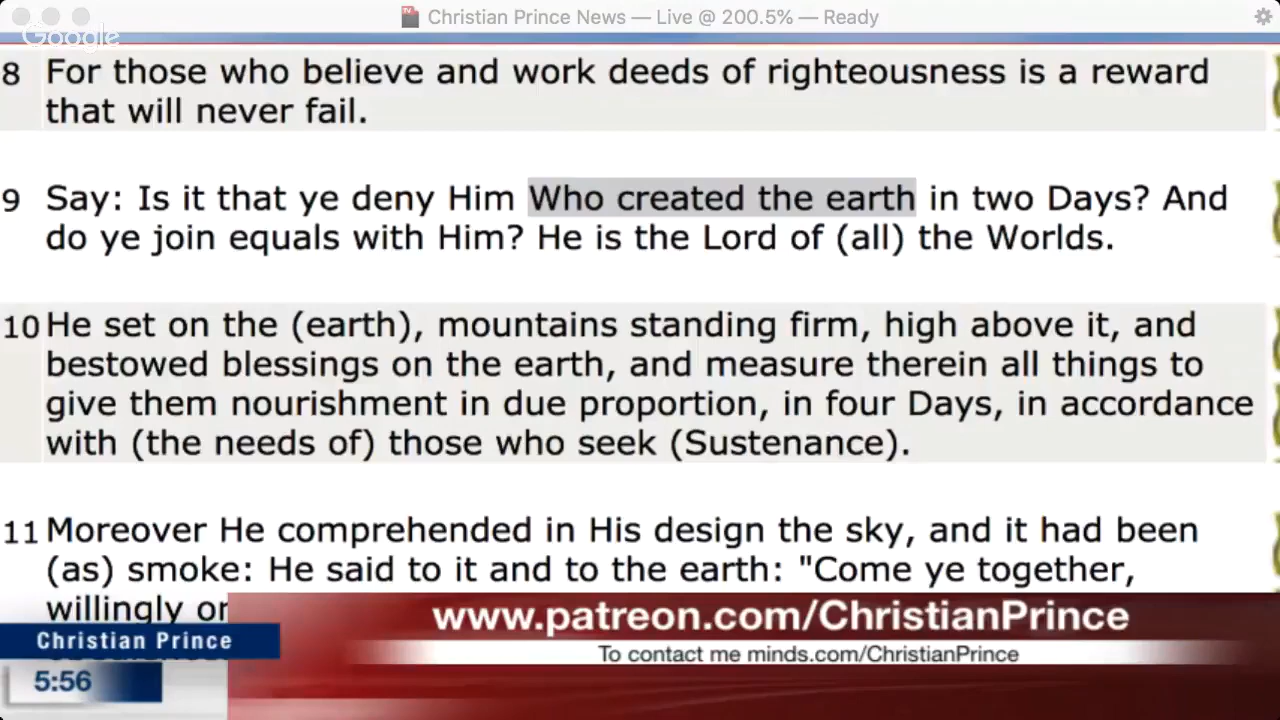 Christian Prince News — Live @ 200.5% — Ready
Google
8 For those who believe and work deeds of righteousness is a reward
that will never fail.
9 Say: Is it that ye deny Him Who created the earth in two Days? And
do ye join equals with Him? He is the Lord of (all) the Worlds.
10 He set on the (earth), mountains standing firm, high above it, and
bestowed blessings on the earth, and measure therein all things to
give them nourishment in due proportion, in four Days, in accordance
with (the needs of) those who seek (Sustenance).
11 Moreover He comprehended in His design the sky, and it had been
(as) smoke: He said to it and to the earth: "Come ye together,
willingly or
www.patreon.com/ChristianPrince
Christian Prince
To contact me minds.com/ChristianPrince
5:56